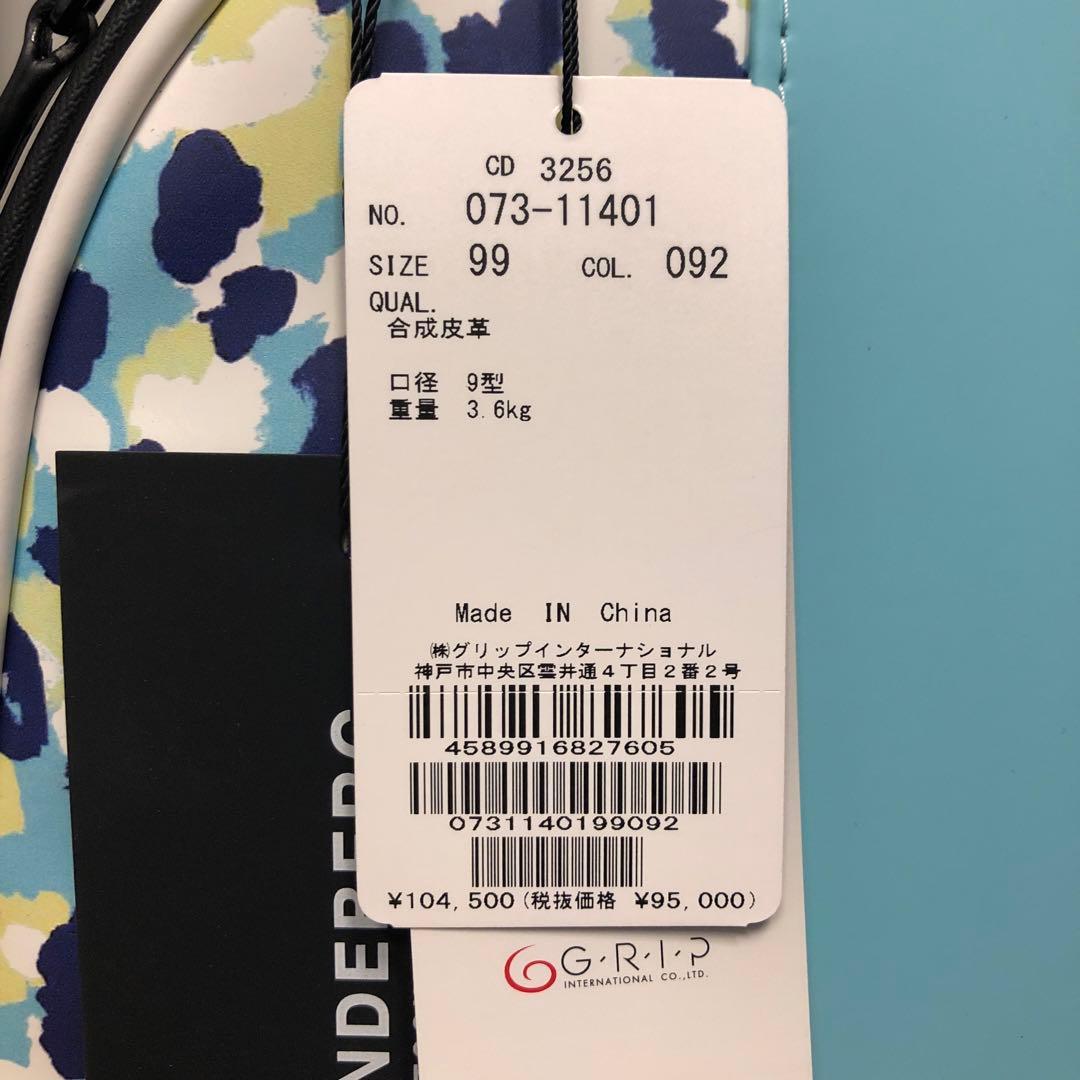 CD 3256
NO. 073-11401
SIZE 99 COL. 092
QUAL.
合成皮革
口径 9型
重量 3.6kg
Made IN China
㈱グリップインターナショナル
神戸市中央区雲井通4丁目2番2号
4589916827605
0731140199092
¥104,500(税抜価格 ¥95,000)
G·R·I·P
INTERNATIONAL CO.,LTD.